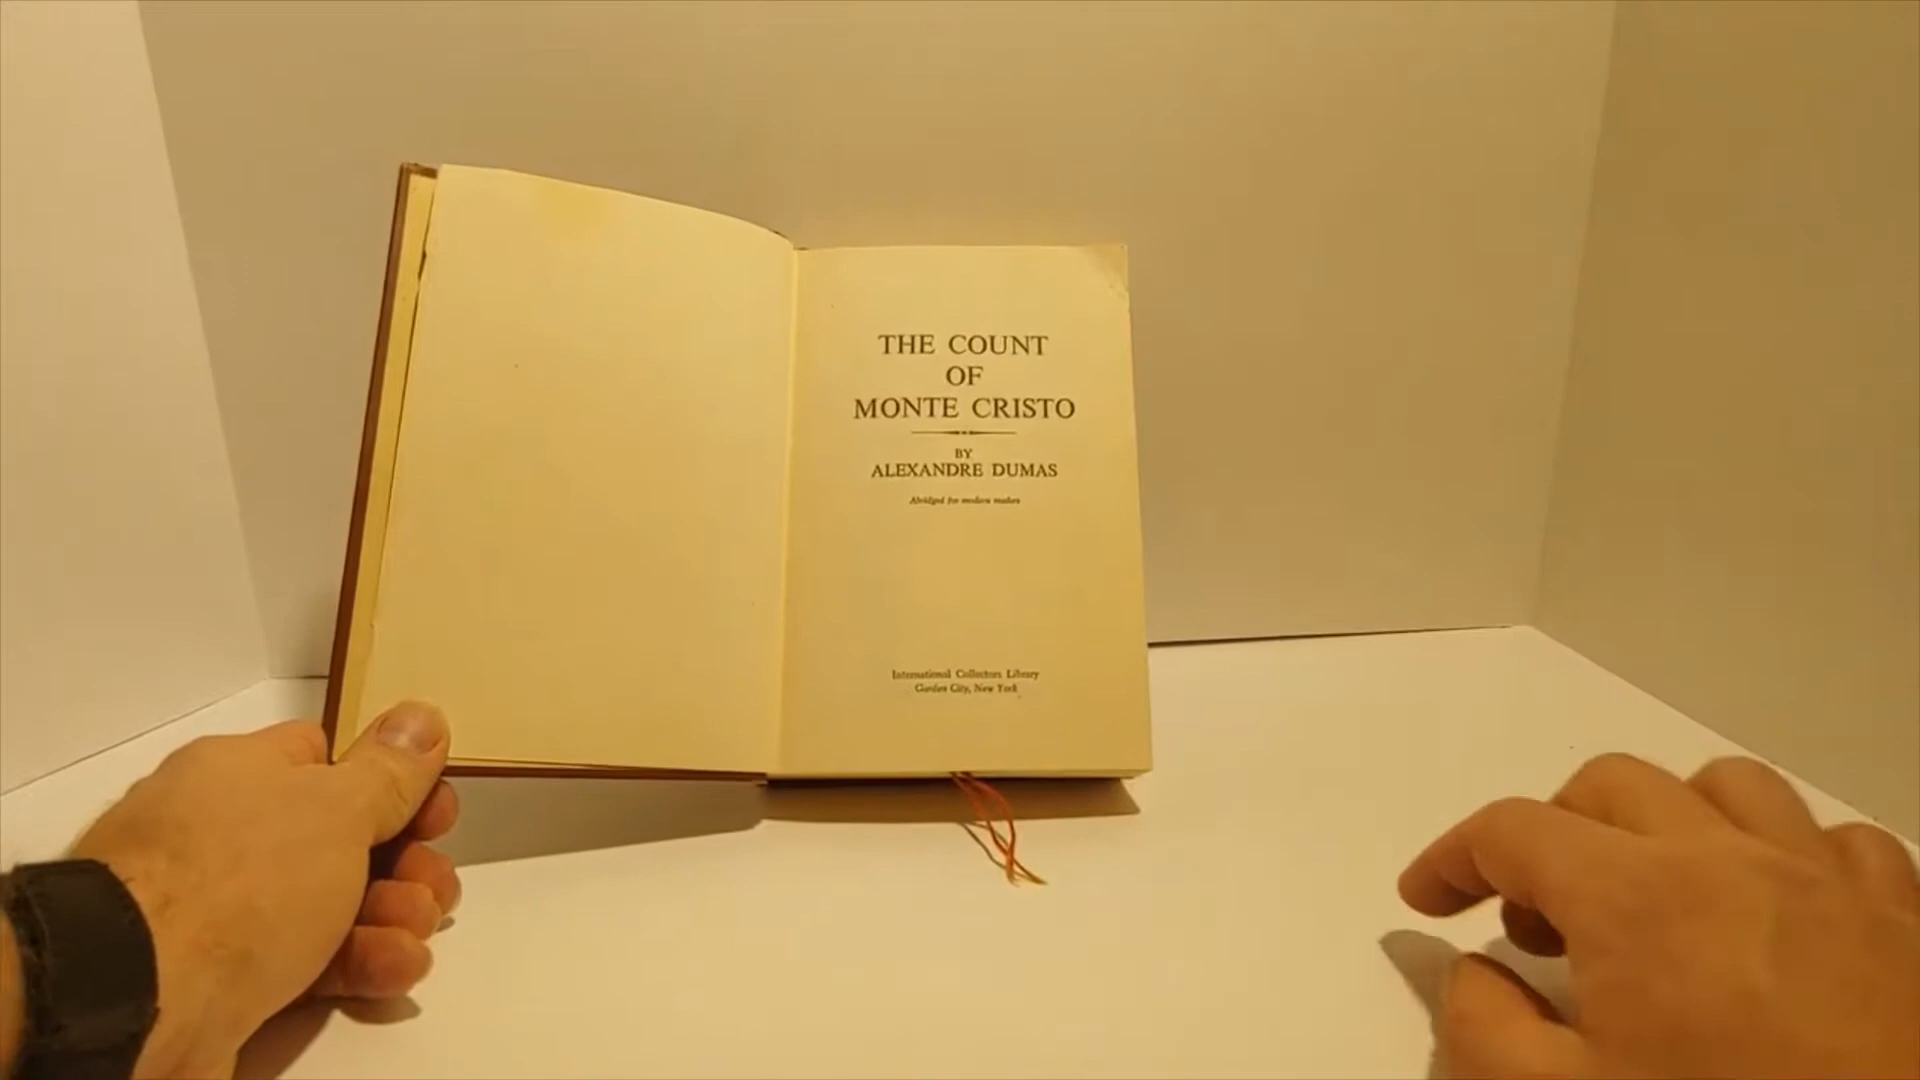 THE COUNT
OF
MONTE CRISTO
BY
ALEXANDRE DUMAS
Abridged for modern readers
International Collectors Library
Garden City, New York